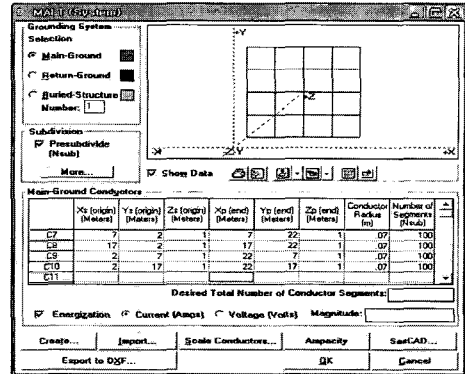 MALT (System)
Grounding System
Selection
Main-Ground
Return-Ground
Buried-Structure
Number: 1
+Y
+Z
-X
-Z-Y
+X
Subdivision
Presubdivide
(Nsub)
More...
Show Data
Main-Ground Conductors
Xs (origin) (Meters) Ys (origin) (Meters) Zs (origin) (Meters) Xp (end) (Meters) Yp (end) (Meters) Zp (end) (Meters) Conductor Radius (m) Number of Segments (Nsub)
C7 7 2 1 7 22 1 .07 100
C8 17 2 1 17 22 1 .07 100
C9 2 7 1 22 7 1 .07 100
C10 2 17 1 22 17 1 .07 100
C11
Desired Total Number of Conductor Segments:
Energization Current (Amps) Voltage (Volts) Magnitude:
Create... Import... Scale Conductors... Ampacity SesCAD...
Export to DXF... OK Cancel